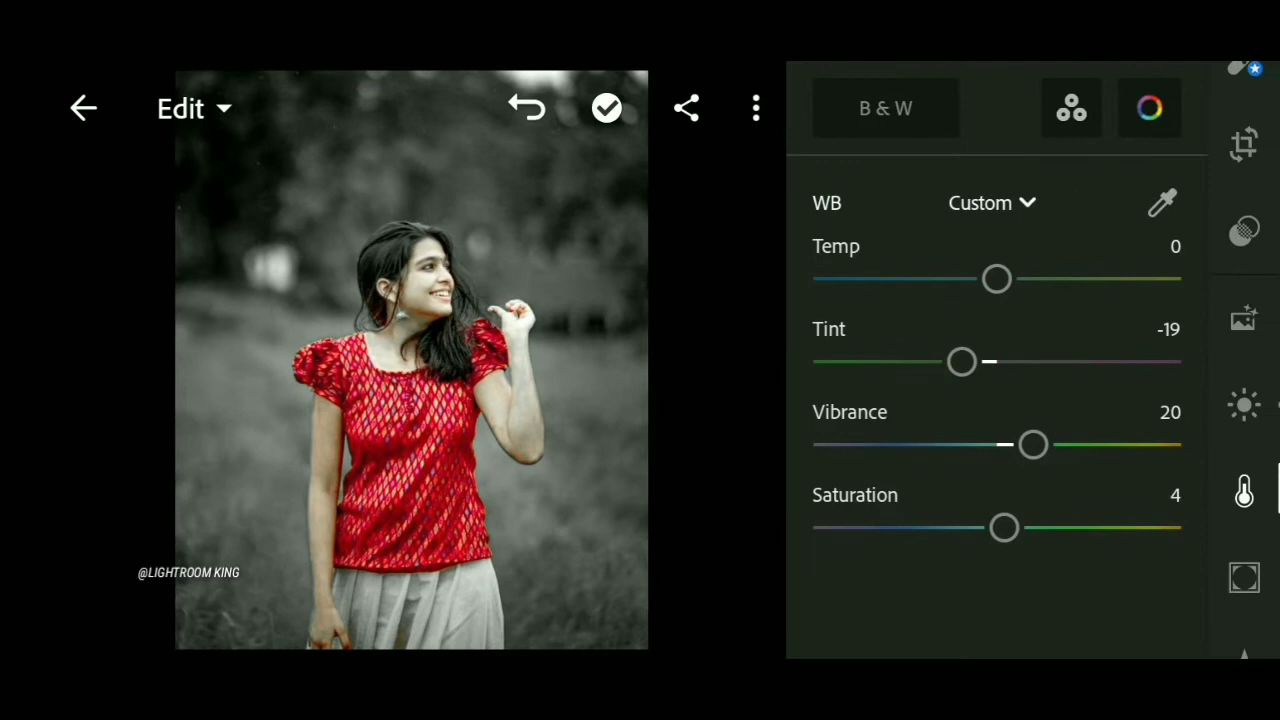 Edit
B & W
WB Custom
Temp 0
Tint -19
Vibrance 20
Saturation 4
@LIGHTROOM KING